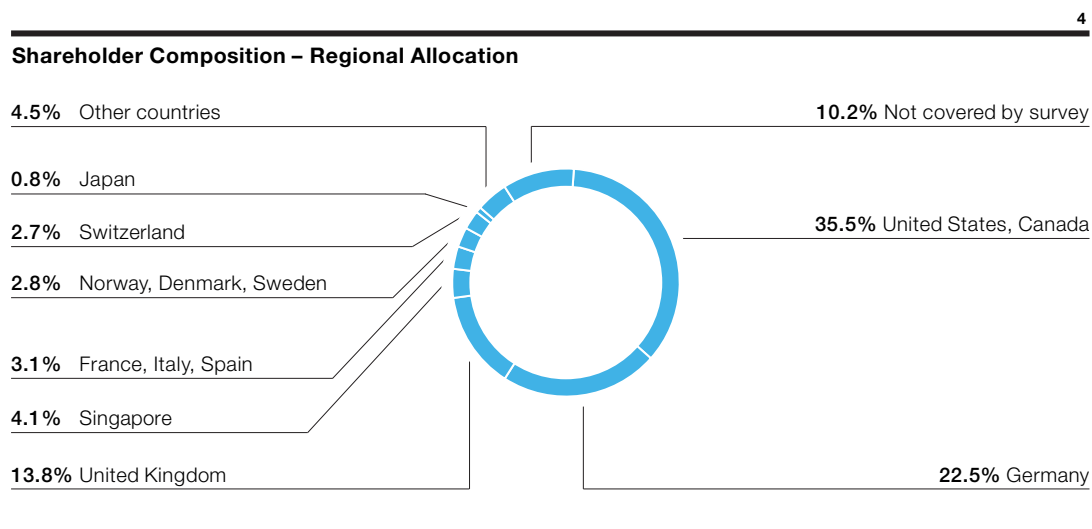 4
Shareholder Composition – Regional Allocation
4.5% Other countries
10.2% Not covered by survey
0.8% Japan
2.7% Switzerland
35.5% United States, Canada
2.8% Norway, Denmark, Sweden
3.1% France, Italy, Spain
4.1% Singapore
13.8% United Kingdom
22.5% Germany